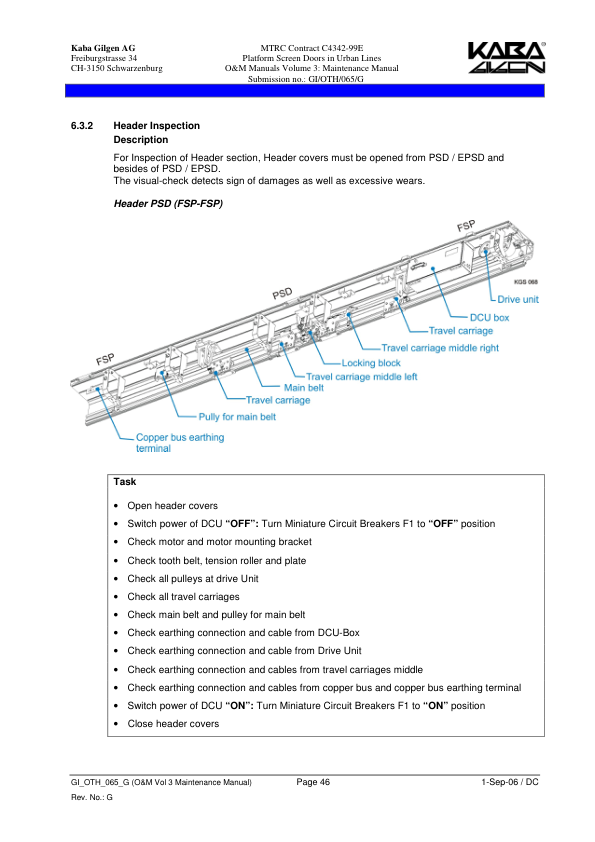 Kaba Gilgen AG
Freiburgstrasse 34
CH-3150 Schwarzenburg
MTRC Contract C4342-99E
Platform Screen Doors in Urban Lines
O&M Manuals Volume 3: Maintenance Manual
Submission no.: GI/OTH/065/G
KABA®
GILGEN
6.3.2 Header Inspection
Description
For Inspection of Header section, Header covers must be opened from PSD / EPSD and
besides of PSD / EPSD.
The visual-check detects sign of damages as well as excessive wears.
Header PSD (FSP-FSP)
FSP
KGS 068
PSD
Drive unit
DCU box
Travel carriage
Travel carriage middle right
FSP
Locking block
Travel carriage middle left
Main belt
Travel carriage
Pully for main belt
Copper bus earthing
terminal
Task
• Open header covers
• Switch power of DCU “OFF”: Turn Miniature Circuit Breakers F1 to “OFF” position
• Check motor and motor mounting bracket
• Check tooth belt, tension roller and plate
• Check all pulleys at drive Unit
• Check all travel carriages
• Check main belt and pulley for main belt
• Check earthing connection and cable from DCU-Box
• Check earthing connection and cable from Drive Unit
• Check earthing connection and cables from travel carriages middle
• Check earthing connection and cables from copper bus and copper bus earthing terminal
• Switch power of DCU “ON”: Turn Miniature Circuit Breakers F1 to “ON” position
• Close header covers
GI_OTH_065_G (O&M Vol 3 Maintenance Manual) Page 46 1-Sep-06 / DC
Rev. No.: G